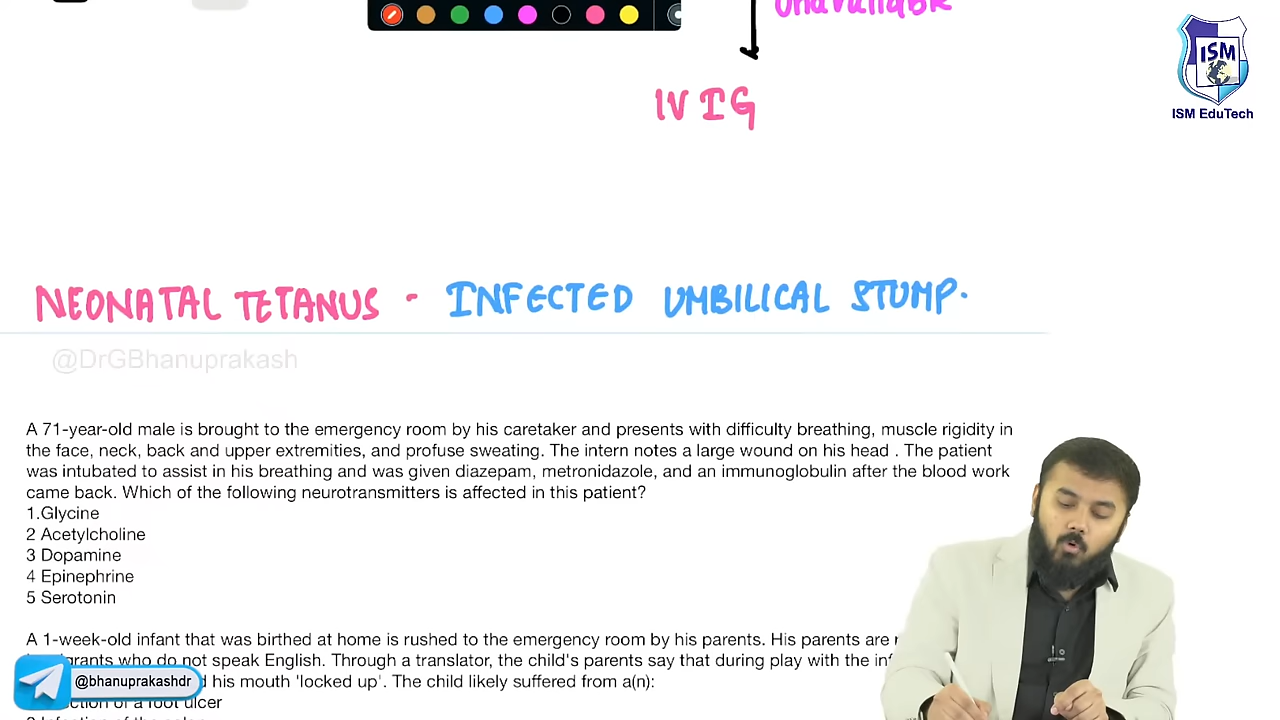 unavailable
IV IG
ISM
ISM EduTech
NEONATAL TETANUS - INFECTED UMBILICAL STUMP.
@DrGBhanuprakash
A 71-year-old male is brought to the emergency room by his caretaker and presents with difficulty breathing, muscle rigidity in
the face, neck, back and upper extremities, and profuse sweating. The intern notes a large wound on his head . The patient
was intubated to assist in his breathing and was given diazepam, metronidazole, and an immunoglobulin after the blood work
came back. Which of the following neurotransmitters is affected in this patient?
1.Glycine
2 Acetylcholine
3 Dopamine
4 Epinephrine
5 Serotonin
A 1-week-old infant that was birthed at home is rushed to the emergency room by his parents. His parents are
grants who do not speak English. Through a translator, the child's parents say that during play with the
@bhanuprakashdr
his mouth 'locked up'. The child likely suffered from a(n):
of a foot ulcer